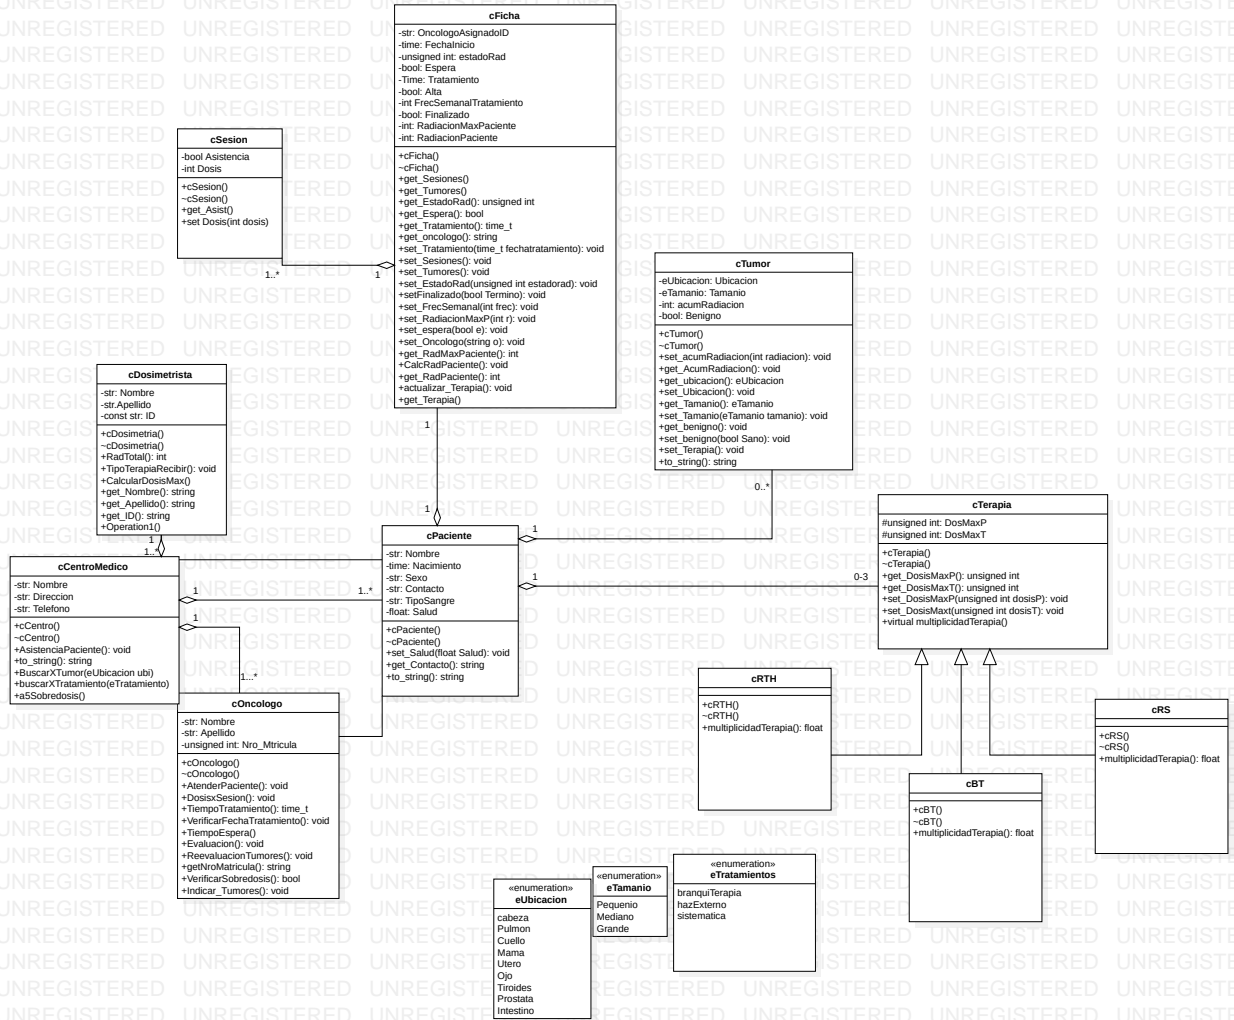 cFicha
-str: OncologoAsignadoID
-time: FechaInicio
-unsigned int: estadoRad
-bool: Espera
-Time: Tratamiento
-bool: Alta
-int FrecSemanalTratamiento
-bool: Finalizado
-int: RadiacionMaxPaciente
-int: RadiacionPaciente
+cFicha()
~cFicha()
+get_Sesiones()
+get_Tumores()
+get_EstadoRad(): unsigned int
+get_Espera(): bool
+get_Tratamiento(): time_t
+get_oncologo(): string
+set_Tratamiento(time_t fechatratamiento): void
+set_Sesiones(): void
+set_Tumores(): void
+set_EstadoRad(unsigned int estadorad): void
+setFinalizado(bool Termino): void
+set_FrecSemanal(int frec): void
+set_RadiacionMaxP(int r): void
+set_espera(bool e): void
+set_Oncologo(string o): void
+get_RadMaxPaciente(): int
+CalcRadPaciente(): void
+get_RadPaciente(): int
+actualizar_Terapia(): void
+get_Terapia()
cSesion
-bool Asistencia
-int Dosis
+cSesion()
~cSesion()
+get_Asist()
+set Dosis(int dosis)
1..*
1
cTumor
-eUbicacion: Ubicacion
-eTamanio: Tamanio
-int: acumRadiacion
-bool: Benigno
+cTumor()
~cTumor()
+set_acumRadiacion(int radiacion): void
+get_AcumRadiacion(): void
+get_ubicacion(): eUbicacion
+set_Ubicacion(): void
+get_Tamanio(): eTamanio
+set_Tamanio(eTamanio tamanio): void
+get_benigno(): void
+set_benigno(bool Sano): void
+set_Terapia(): void
+to_string(): string
0..*
1
cDosimetrista
-str: Nombre
-str.Apellido
-const str: ID
+cDosimetria()
~cDosimetria()
+RadTotal(): int
+TipoTerapiaRecibir(): void
+CalcularDosisMax()
+get_Nombre(): string
+get_Apellido(): string
+get_ID(): string
+Operation1()
1
1..*
1
1
cCentroMedico
-str: Nombre
-str: Direccion
-str: Telefono
+cCentro()
~cCentro()
+AsistenciaPaciente(): void
+to_string(): string
+BuscarXTumor(eUbicacion ubi)
+buscarXTratamiento(eTratamiento)
+a5Sobredosis()
1
1..*
1
1...*
cPaciente
-str: Nombre
-time: Nacimiento
-str: Sexo
-str: Contacto
-str: TipoSangre
-float: Salud
+cPaciente()
~cPaciente()
+set_Salud(float Salud): void
+get_Contacto(): string
+to_string(): string
1
0-3
cTerapia
#unsigned int: DosMaxP
#unsigned int: DosMaxT
+cTerapia()
~cTerapia()
+get_DosisMaxP(): unsigned int
+get_DosisMaxT(): unsigned int
+set_DosisMaxP(unsigned int dosisP): void
+set_DosisMaxt(unsigned int dosisT): void
+virtual multiplicidadTerapia()
cOncologo
-str: Nombre
-str: Apellido
-unsigned int: Nro_Mtricula
+cOncologo()
~cOncologo()
+AtenderPaciente(): void
+DosisxSesion(): void
+TiempoTratamiento(): time_t
+VerificarFechaTratamiento(): void
+TiempoEspera()
+Evaluacion(): void
+ReevaluacionTumores(): void
+getNroMatricula(): string
+VerificarSobredosis(): bool
+Indicar_Tumores(): void
cRTH
+cRTH()
~cRTH()
+multiplicidadTerapia(): float
cBT
+cBT()
~cBT()
+multiplicidadTerapia(): float
cRS
+cRS()
~cRS()
+multiplicidadTerapia(): float
«enumeration»
eUbicacion
cabeza
Pulmon
Cuello
Mama
Utero
Ojo
Tiroides
Prostata
Intestino
«enumeration»
eTamanio
Pequenio
Mediano
Grande
«enumeration»
eTratamientos
branquiTerapia
hazExterno
sistematica